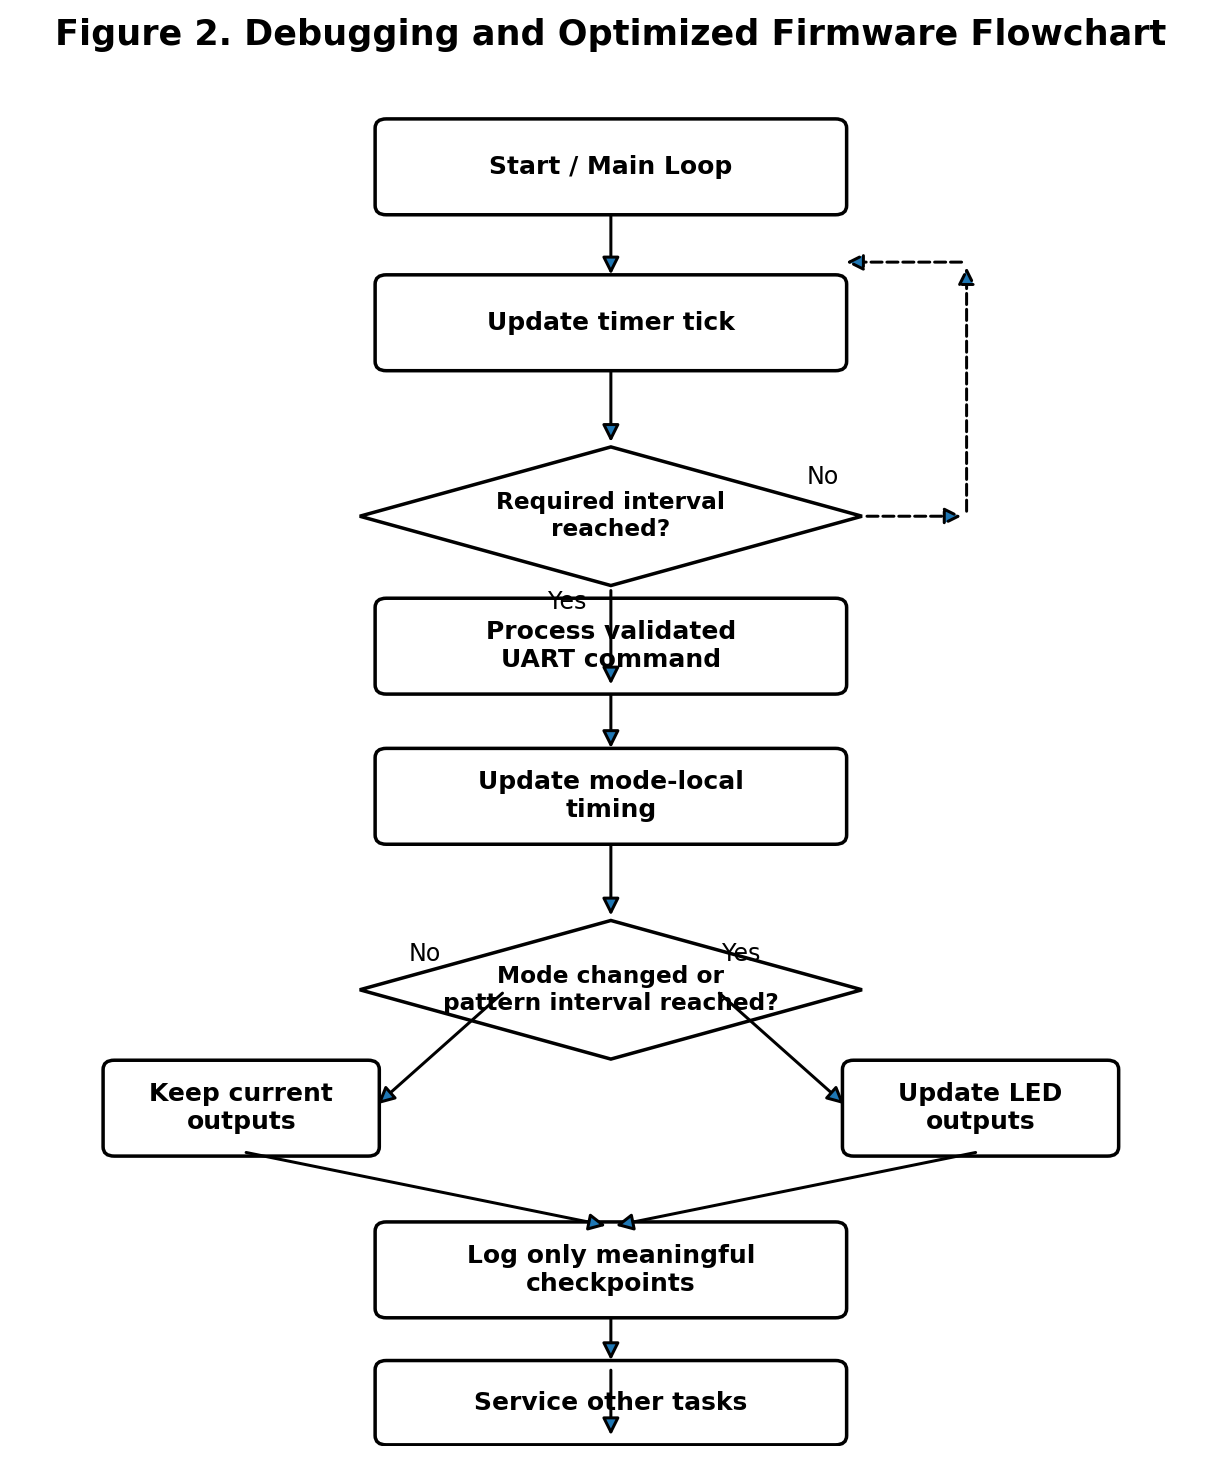 Figure 2. Debugging and Optimized Firmware Flowchart
Start / Main Loop
Update timer tick
No
Required interval
reached?
Yes
Process validated
UART command
Update mode-local
timing
No
Yes
Mode changed or
pattern interval reached?
Keep current
outputs
Update LED
outputs
Log only meaningful
checkpoints
Service other tasks